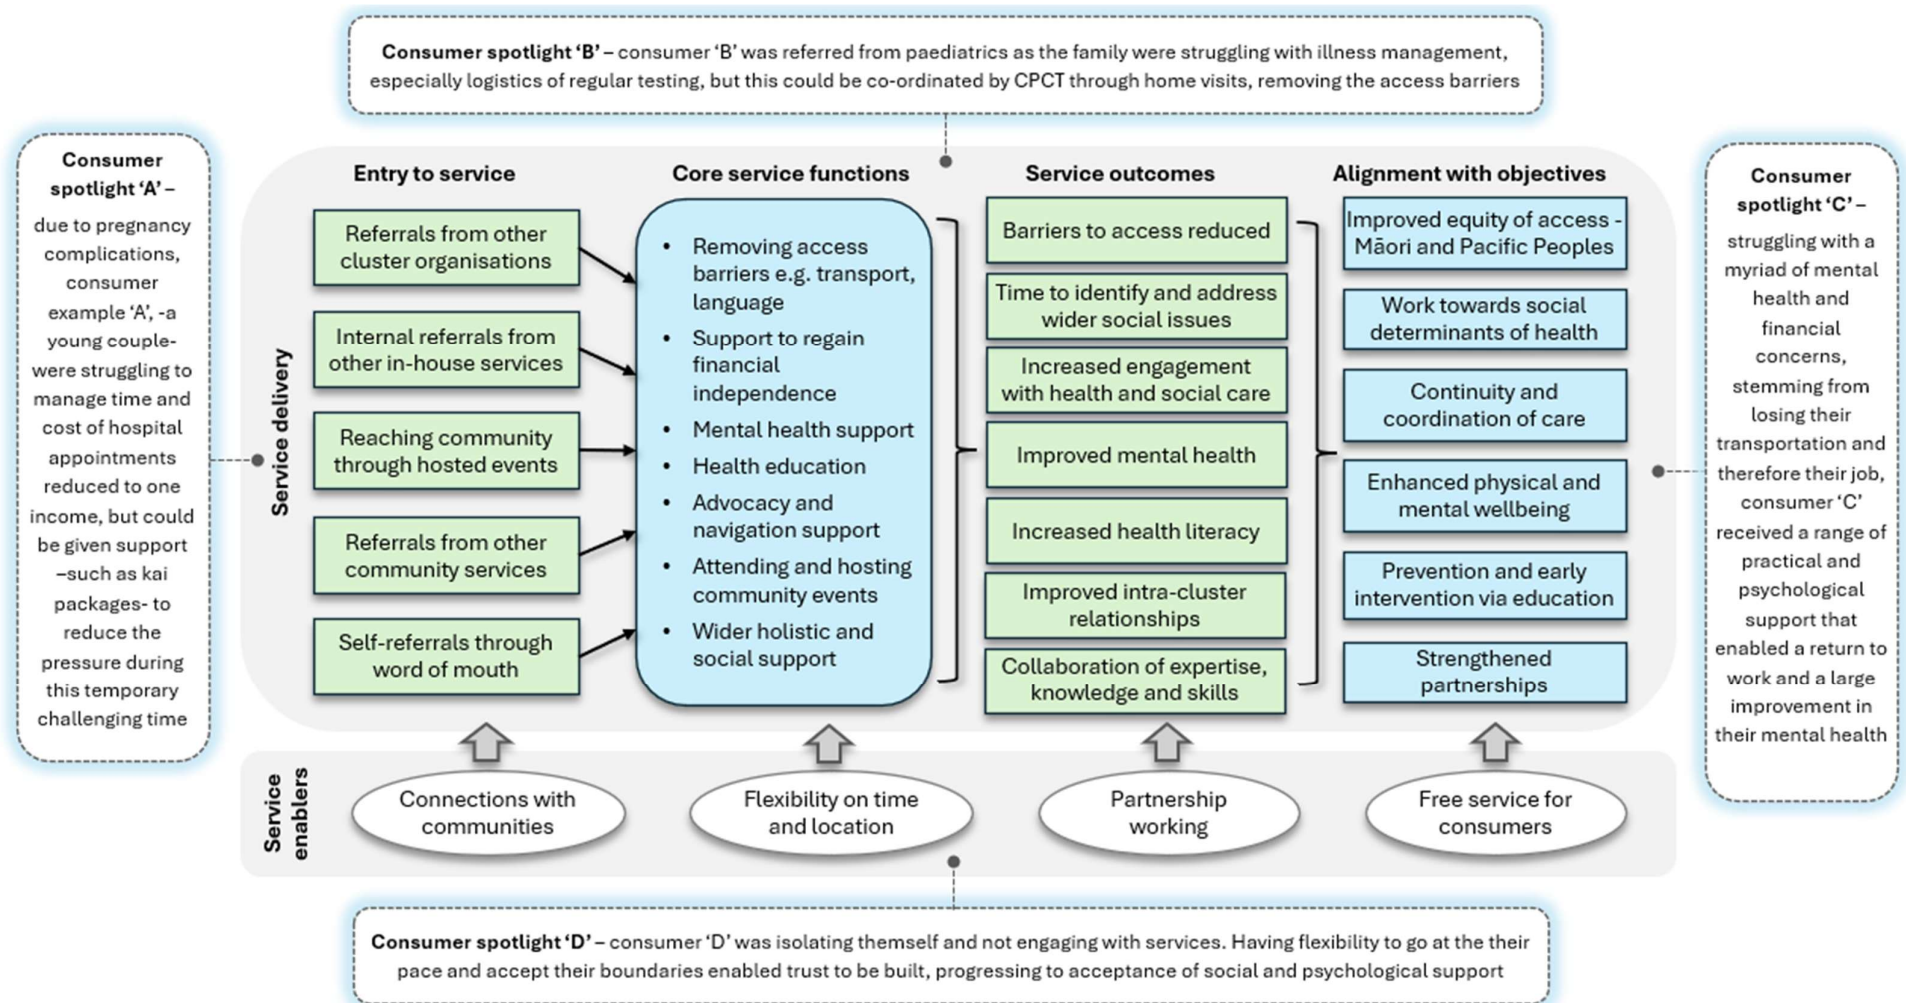 Consumer spotlight ‘B’ – consumer ‘B’ was referred from paediatrics as the family were struggling with illness management,
especially logistics of regular testing, but this could be co-ordinated by CPCT through home visits, removing the access barriers
Consumer
spotlight ‘A’ –
due to pregnancy
complications,
consumer
example ‘A’, -a
young couple-
were struggling to
manage time and
cost of hospital
appointments
reduced to one
income, but could
be given support
–such as kai
packages- to
reduce the
pressure during
this temporary
challenging time
Service delivery
Entry to service
Referrals from other
cluster organisations
Internal referrals from
other in-house services
Reaching community
through hosted events
Referrals from other
community services
Self-referrals through
word of mouth
Core service functions
• Removing access
barriers e.g. transport,
language
• Support to regain
financial
independence
• Mental health support
• Health education
• Advocacy and
navigation support
• Attending and hosting
community events
• Wider holistic and
social support
Service outcomes
Barriers to access reduced
Time to identify and address
wider social issues
Increased engagement
with health and social care
Improved mental health
Increased health literacy
Improved intra-cluster
relationships
Collaboration of expertise,
knowledge and skills
Alignment with objectives
Improved equity of access -
Māori and Pacific Peoples
Work towards social
determinants of health
Continuity and
coordination of care
Enhanced physical and
mental wellbeing
Prevention and early
intervention via education
Strengthened
partnerships
Consumer
spotlight ‘C’ –
struggling with a
myriad of mental
health and
financial
concerns,
stemming from
losing their
transportation and
therefore their job,
consumer ‘C’
received a range of
practical and
psychological
support that
enabled a return to
work and a large
improvement in
their mental health
Service
enablers
Connections with
communities
Flexibility on time
and location
Partnership
working
Free service for
consumers
Consumer spotlight ‘D’ – consumer ‘D’ was isolating themself and not engaging with services. Having flexibility to go at the their
pace and accept their boundaries enabled trust to be built, progressing to acceptance of social and psychological support